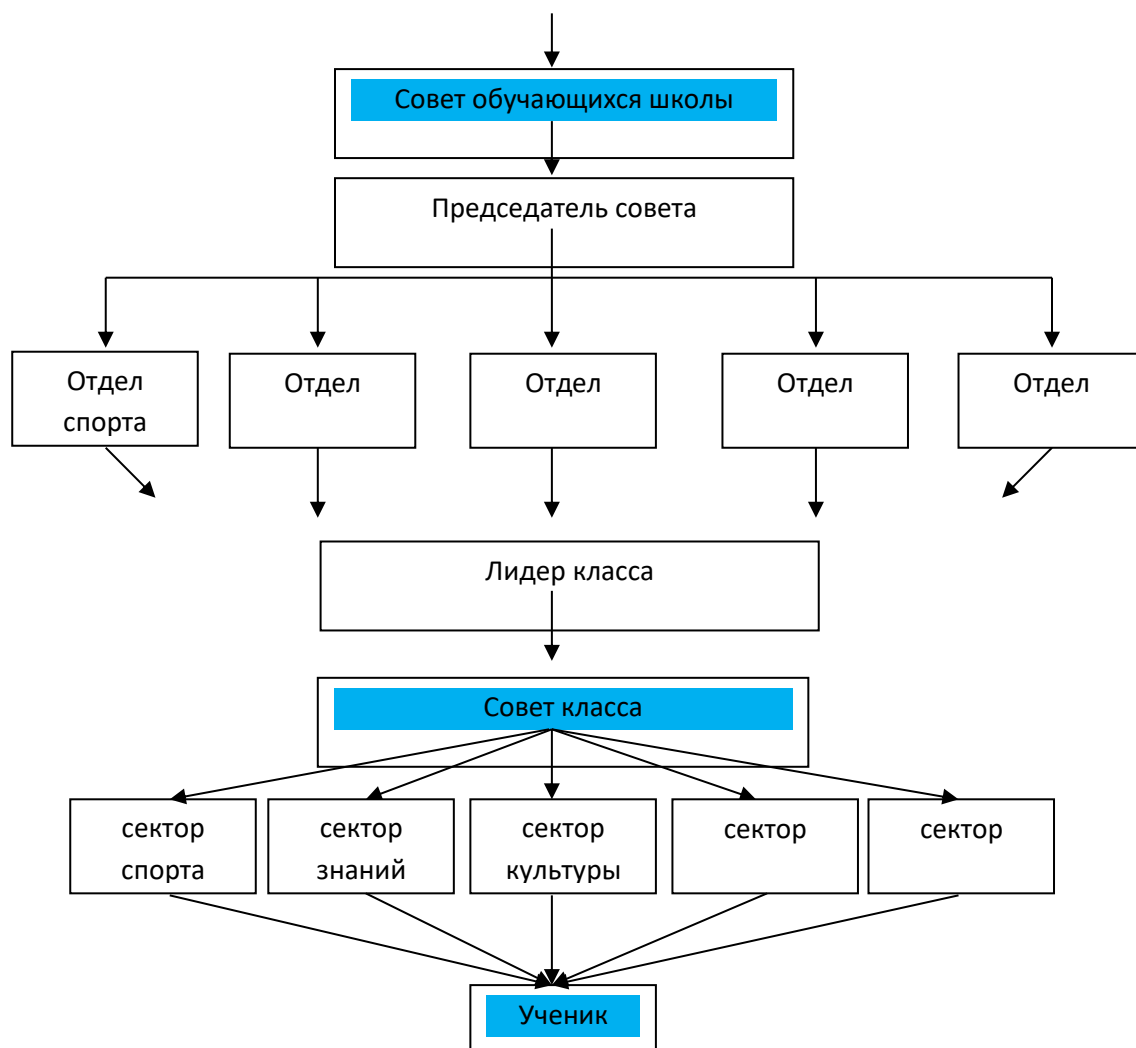 Совет обучающихся школы
Председатель совета
Отдел
спорта
Отдел
Отдел
Отдел
Отдел
Лидер класса
Совет класса
сектор
спорта
сектор
знаний
сектор
культуры
сектор
сектор
Ученик